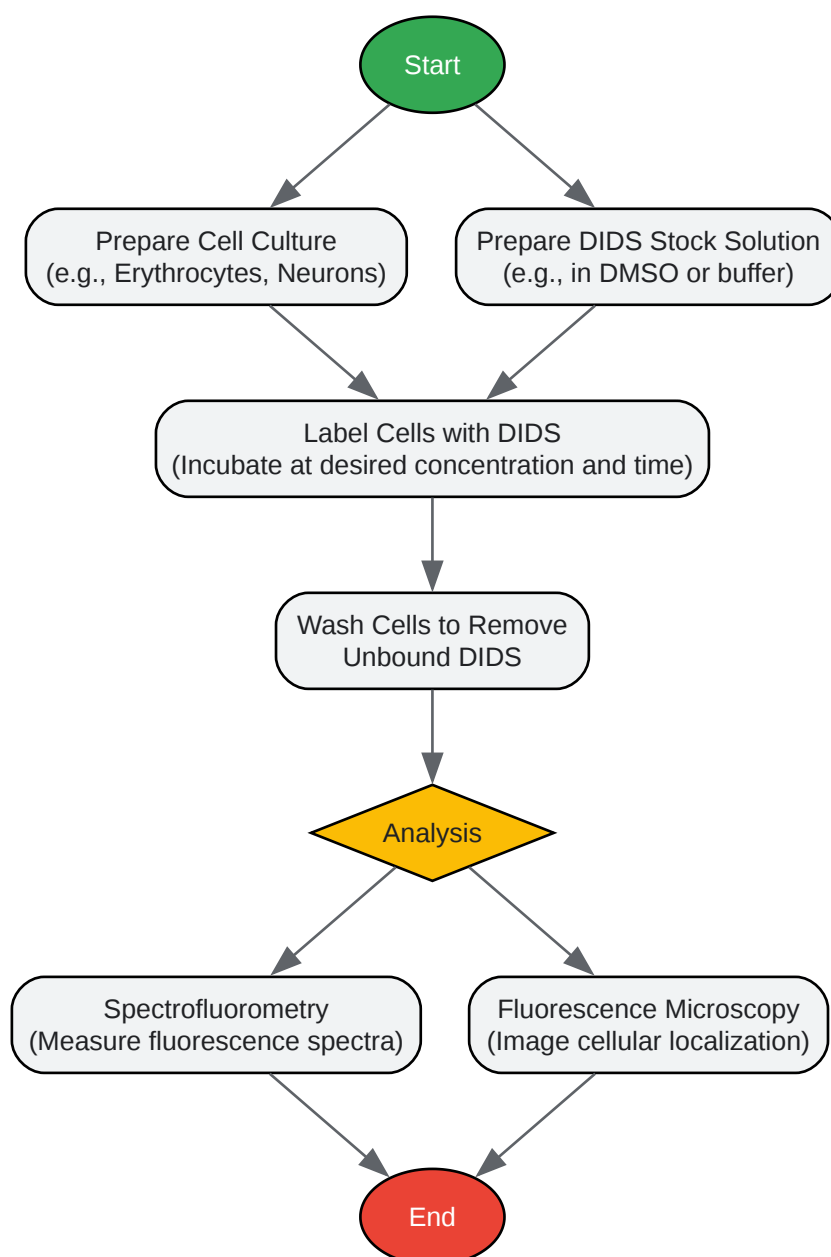 Start
Prepare Cell Culture
(e.g., Erythrocytes, Neurons)
Prepare DIDS Stock Solution
(e.g., in DMSO or buffer)
Label Cells with DIDS
(Incubate at desired concentration and time)
Wash Cells to Remove
Unbound DIDS
Analysis
Spectrofluorometry
(Measure fluorescence spectra)
Fluorescence Microscopy
(Image cellular localization)
End